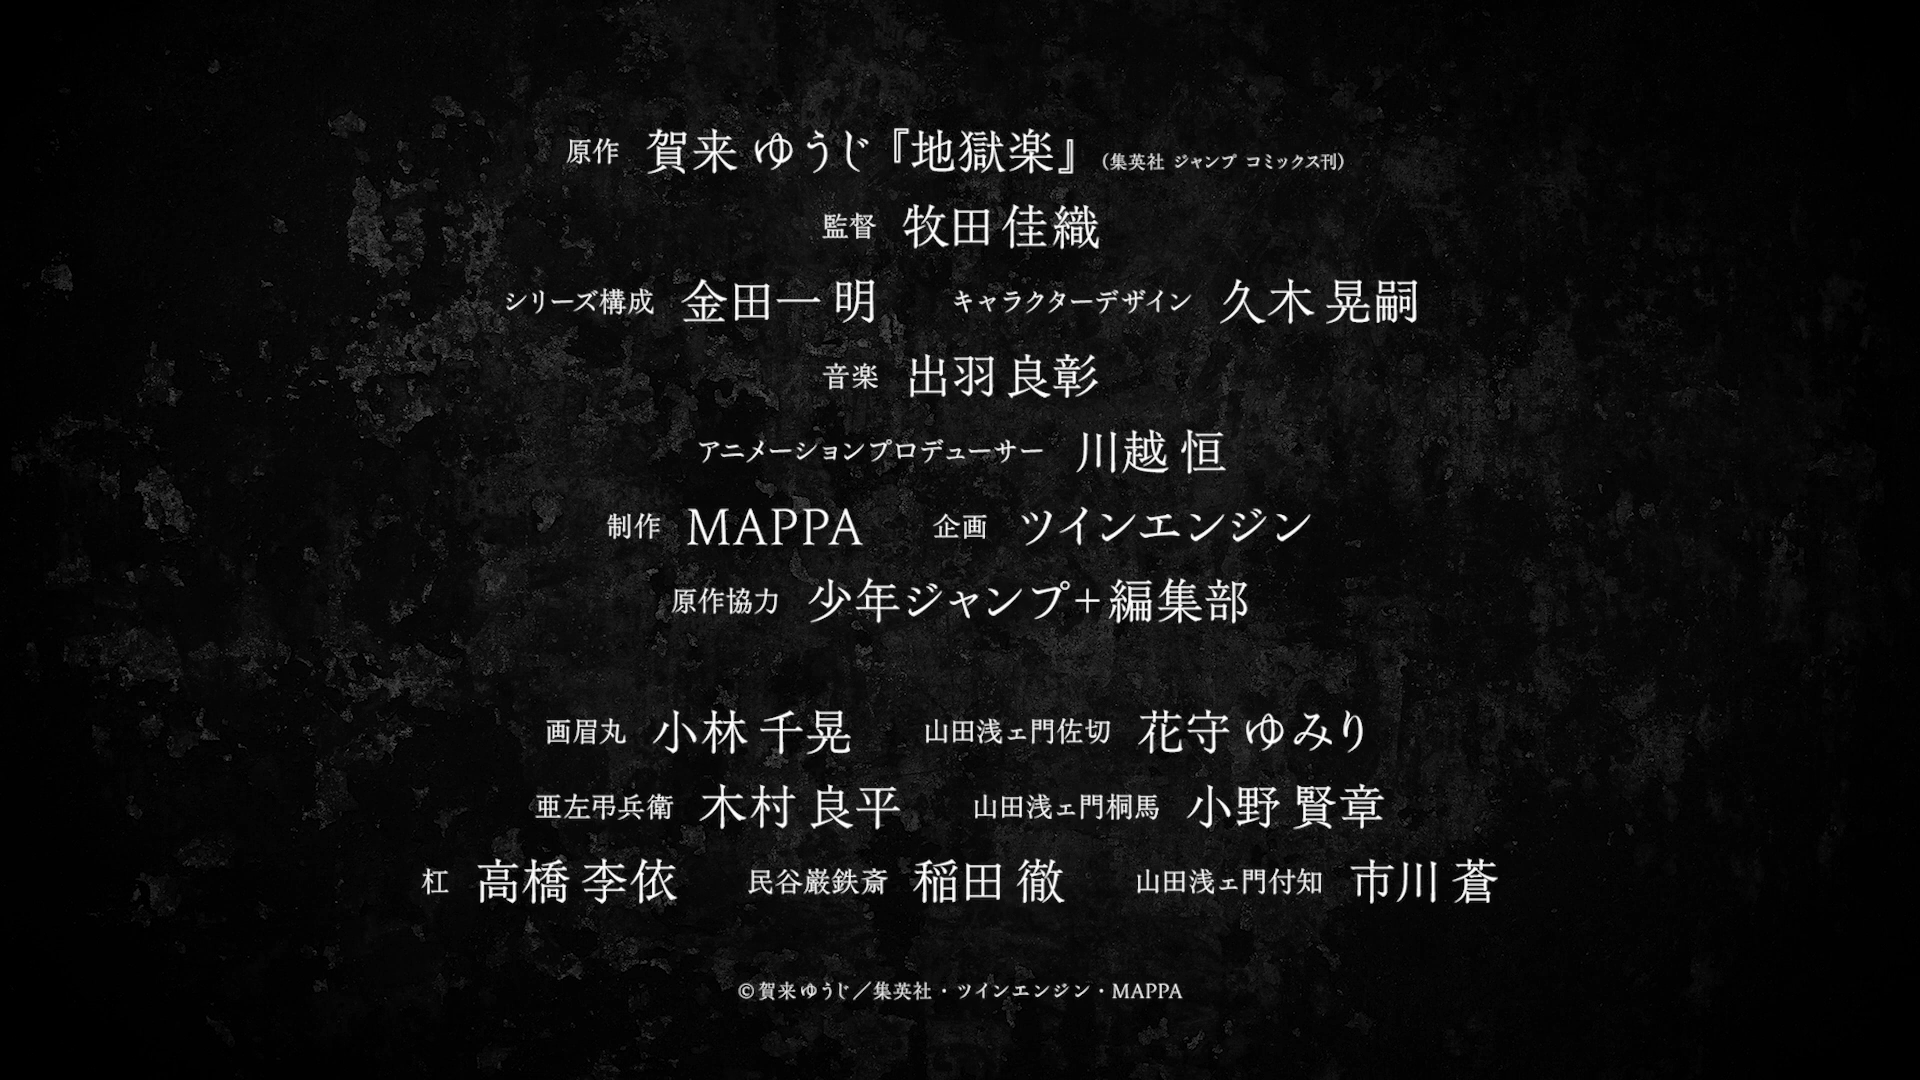 原作 賀来 ゆうじ『地獄楽』(集英社 ジャンプ コミックス刊)
監督 牧田 佳織
シリーズ構成 金田一 明 キャラクターデザイン 久木 晃嗣
音楽 出羽 良彰
アニメーションプロデューサー 川越 恒
制作 MAPPA 企画 ツインエンジン
原作協力 少年ジャンプ+編集部
画眉丸 小林 千晃 山田浅ェ門佐切 花守 ゆみり
亜左弔兵衛 木村 良平 山田浅ェ門桐馬 小野 賢章
杠 高橋 李依 民谷巌鉄斎 稲田 徹 山田浅ェ門付知 市川 蒼
©賀来ゆうじ/集英社・ツインエンジン・MAPPA